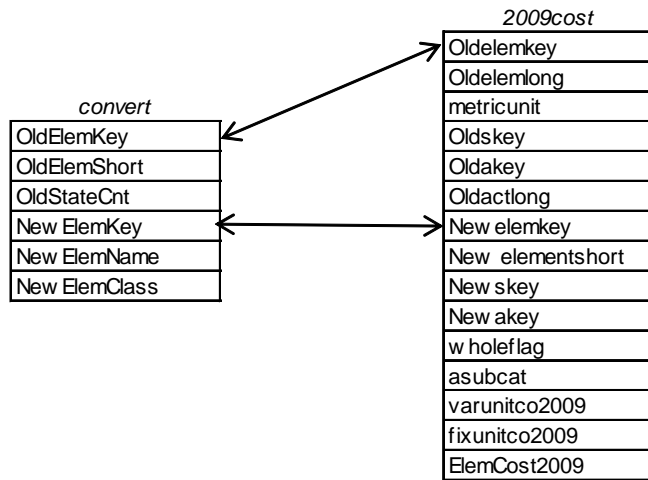 convert
OldElemKey
OldElemShort
OldStateCnt
New ElemKey
New ElemName
New ElemClass
2009cost
Oldelemkey
Oldelemlong
metricunit
Oldskey
Oldakey
Oldactlong
New elemkey
New elementshort
New skey
New akey
w holeflag
asubcat
varunitco2009
fixunitco2009
ElemCost2009